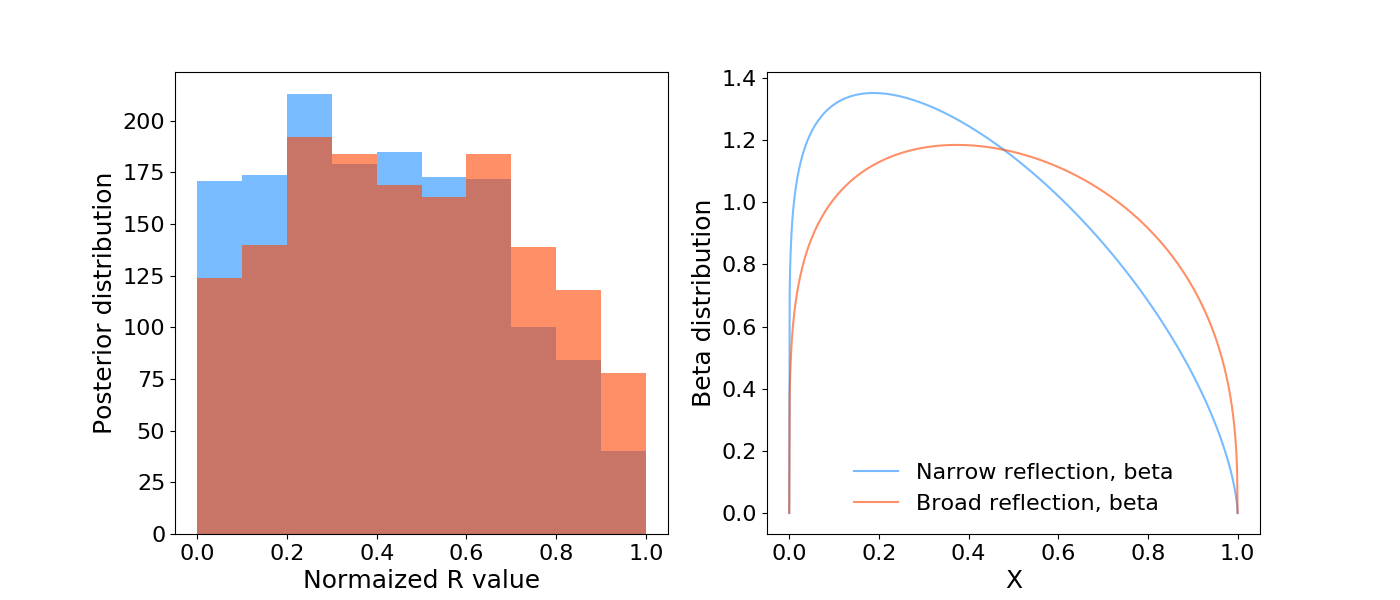 Posterior distribution
200
175
150
125
100
75
50
25
0
0.0 0.2 0.4 0.6 0.8 1.0
Normaized R value
Beta distribution
1.4
1.2
1.0
0.8
0.6
0.4
0.2
0.0
Narrow reflection, beta
Broad reflection, beta
0.0 0.2 0.4 0.6 0.8 1.0
X